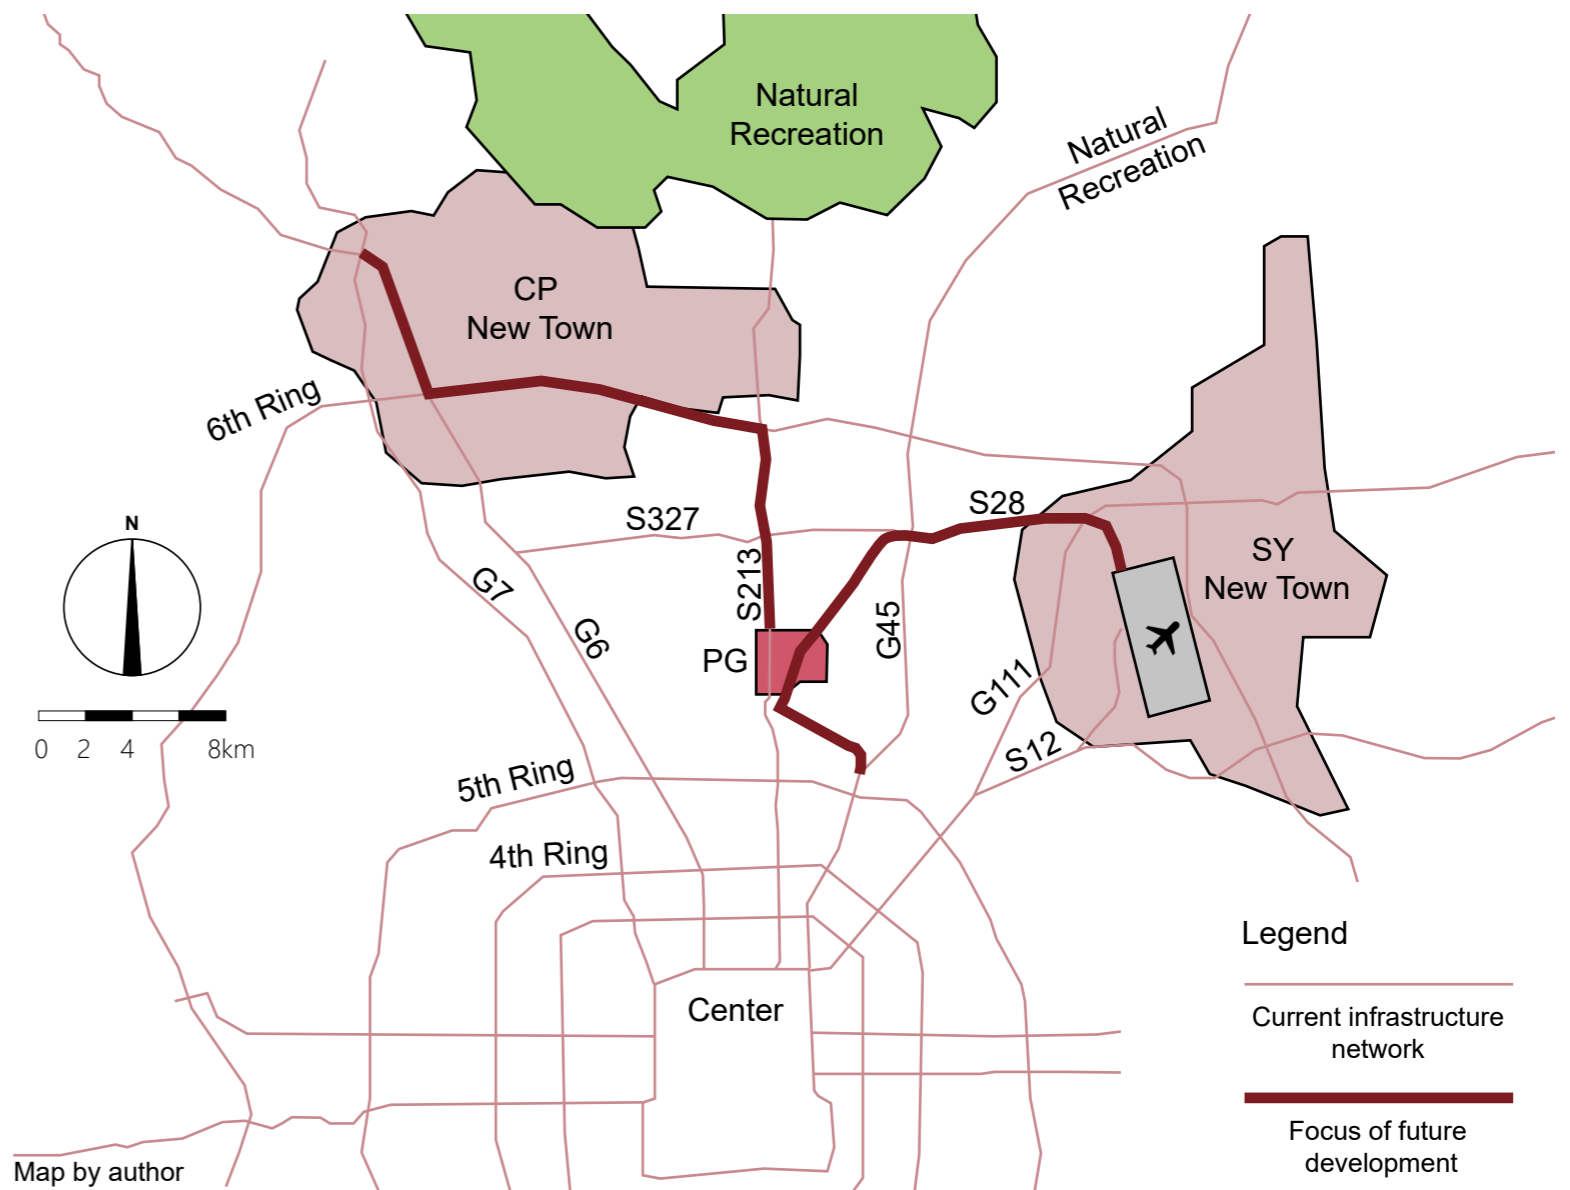 Natural
Recreation
Natural
Recreation
CP
New Town
6th Ring
S327
S28
SY
New Town
N
G7
G6
S213
PG
G45
G111
S12
0 2 4 8km
5th Ring
4th Ring
Center
Legend
Current infrastructure
network
Focus of future
development
Map by author